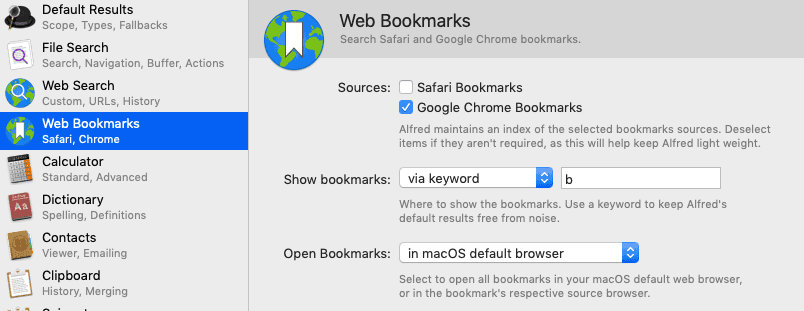 Default Results
Scope, Types, Fallbacks
File Search
Search, Navigation, Buffer, Actions
Web Search
Custom, URLs, History
Web Bookmarks
Safari, Chrome
Calculator
Standard, Advanced
Dictionary
Spelling, Definitions
Contacts
Viewer, Emailing
Clipboard
History, Merging
Web Bookmarks
Search Safari and Google Chrome bookmarks.
Sources: Safari Bookmarks
Google Chrome Bookmarks
Alfred maintains an index of the selected bookmarks sources. Deselect
items if they aren't required, as this will help keep Alfred light weight.
Show bookmarks: via keyword b
Where to show the bookmarks. Use a keyword to keep Alfred's
default results free from noise.
Open Bookmarks: in macOS default browser
Select to open all bookmarks in your macOS default web browser,
or in the bookmark's respective source browser.